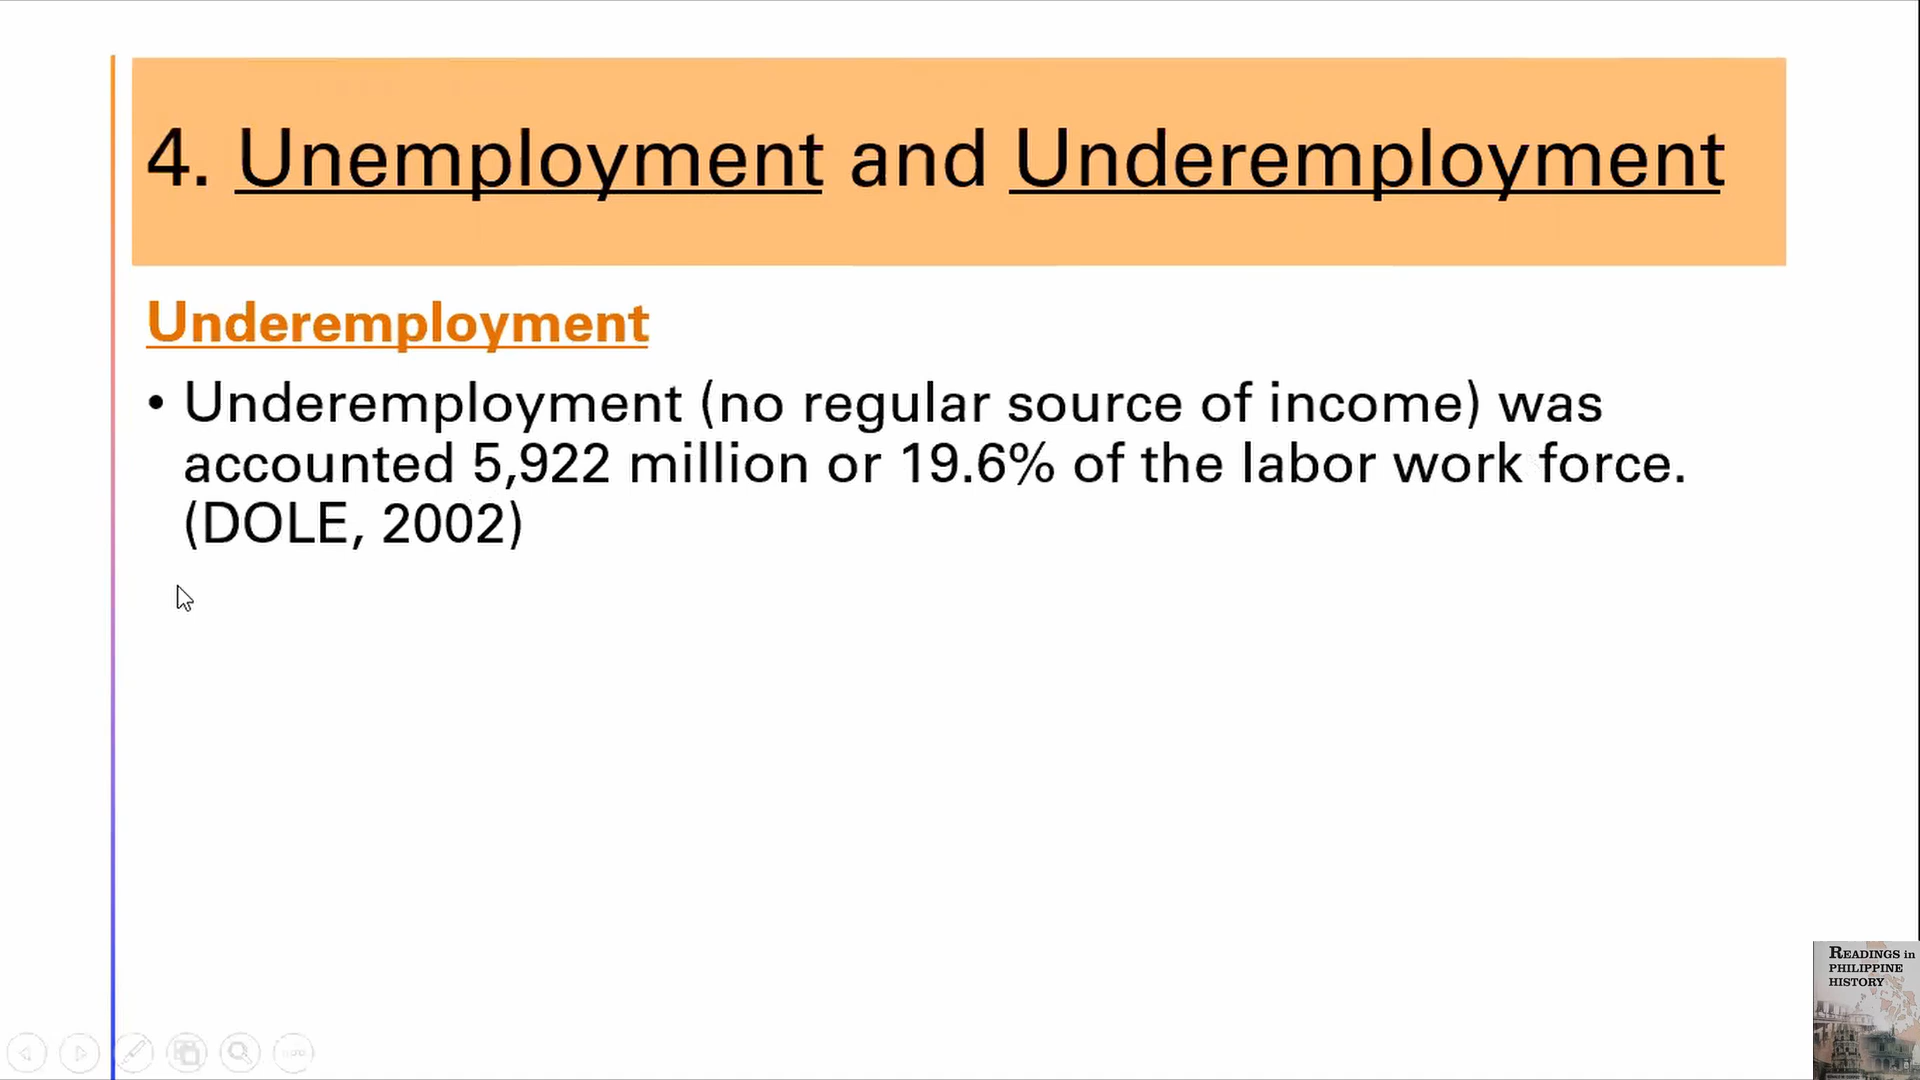 4. Unemployment and Underemployment
Underemployment
• Underemployment (no regular source of income) was
accounted 5,922 million or 19.6% of the labor work force.
(DOLE, 2002)
READINGS in
PHILIPPINE
HISTORY